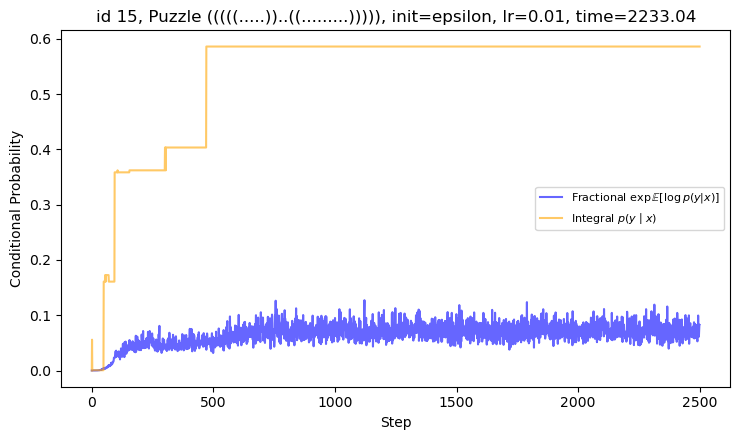 id 15, Puzzle (((((.....))..((.........))))), init=epsilon, lr=0.01, time=2233.04
Conditional Probability
0.6
0.5
0.4
0.3
0.2
0.1
0.0
Fractional exp𝔼[log p(y|x)]
Integral p(y | x)
0
500
1000
1500
2000
2500
Step